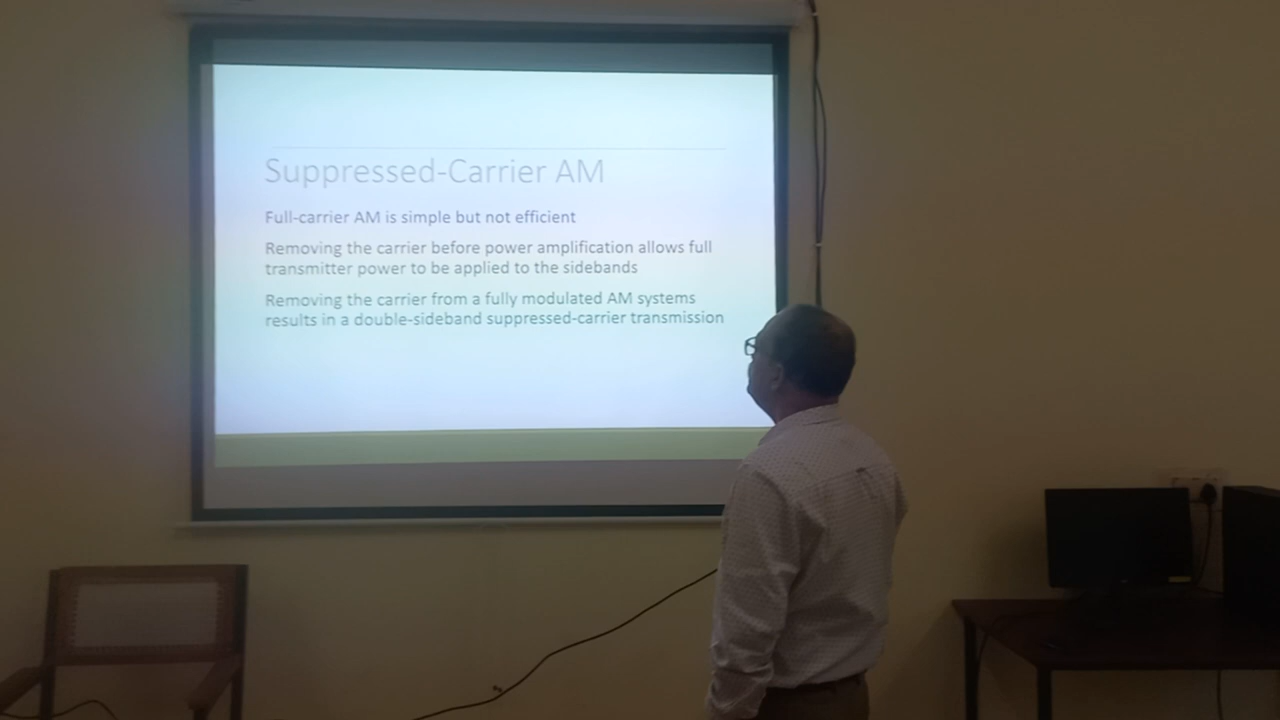 Suppressed-Carrier AM
Full-carrier AM is simple but not efficient
Removing the carrier before power amplification allows full
transmitter power to be applied to the sidebands
Removing the carrier from a fully modulated AM systems
results in a double-sideband suppressed-carrier transmission